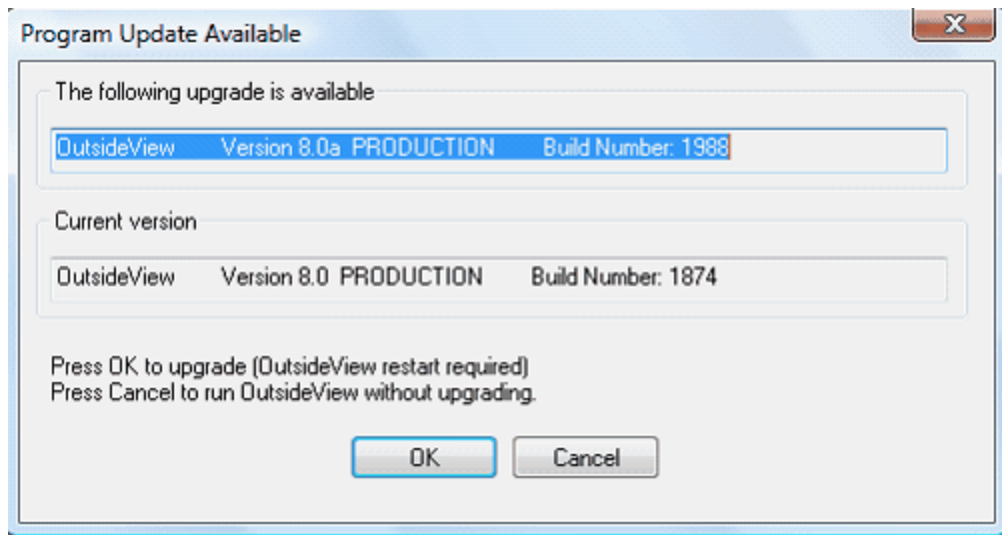 Program Update Available
The following upgrade is available
OutsideView Version 8.0a PRODUCTION Build Number: 1988
Current version
OutsideView Version 8.0 PRODUCTION Build Number: 1874
Press OK to upgrade (OutsideView restart required)
Press Cancel to run OutsideView without upgrading.
OK Cancel